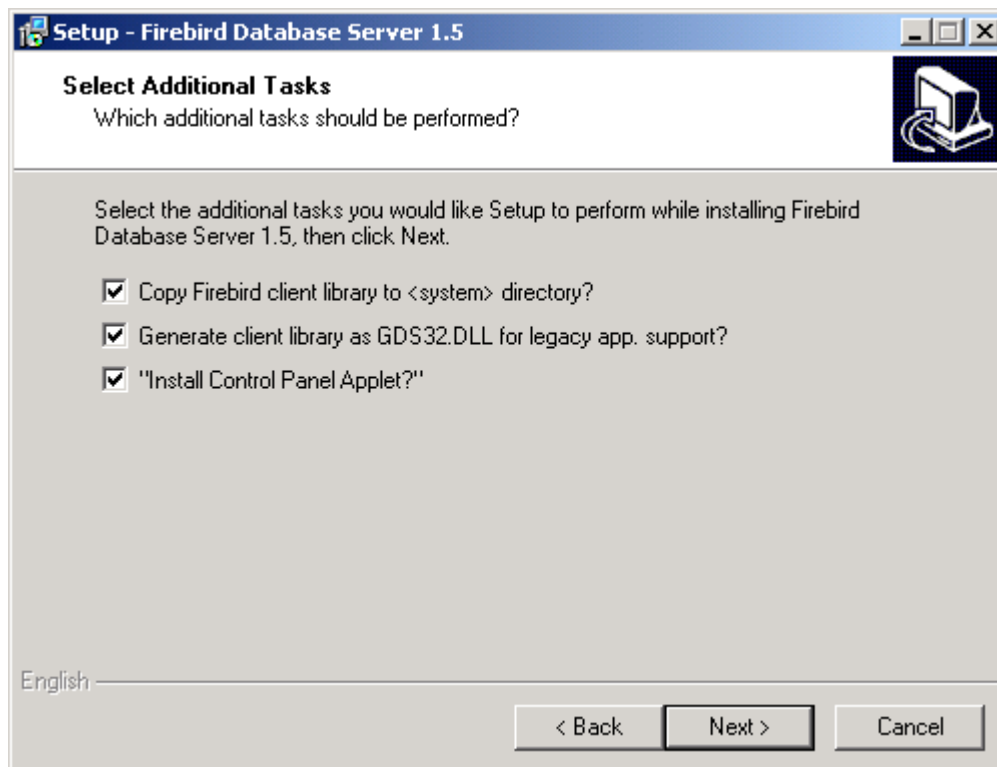 Setup - Firebird Database Server 1.5
Select Additional Tasks
Which additional tasks should be performed?
Select the additional tasks you would like Setup to perform while installing Firebird
Database Server 1.5, then click Next.
Copy Firebird client library to <system> directory?
Generate client library as GDS32.DLL for legacy app. support?
"Install Control Panel Applet?"
English
< Back
Next >
Cancel